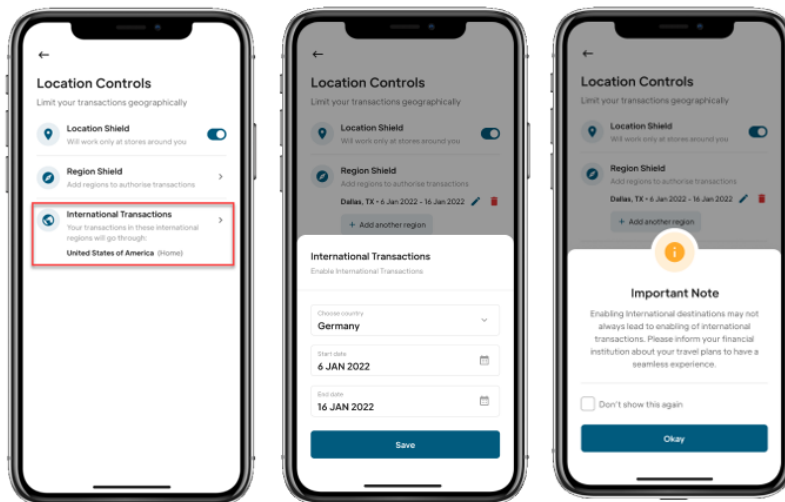 Location Controls
Limit your transactions geographically
Location Shield
Will work only at stores around you
Region Shield
Add regions to authorise transactions
International Transactions
Your transactions in these international
regions will go through:
United States of America (Home)
Location Controls
Limit your transactions geographically
Location Shield
Will work only at stores around you
Region Shield
Add regions to authorise transactions
Dallas, TX • 6 Jan 2022 - 16 Jan 2022
+ Add another region
International Transactions
Enable International Transactions
Choose country
Germany
Start date
6 JAN 2022
End date
16 JAN 2022
Save
Location Controls
Limit your transactions geographically
Location Shield
Will work only at stores around you
Region Shield
Add regions to authorise transactions
Dallas, TX • 6 Jan 2022 - 16 Jan 2022
+ Add another region
Important Note
Enabling International destinations may not
always lead to enabling of international
transactions. Please inform your financial
institution about your travel plans to have a
seamless experience.
Don't show this again
Okay